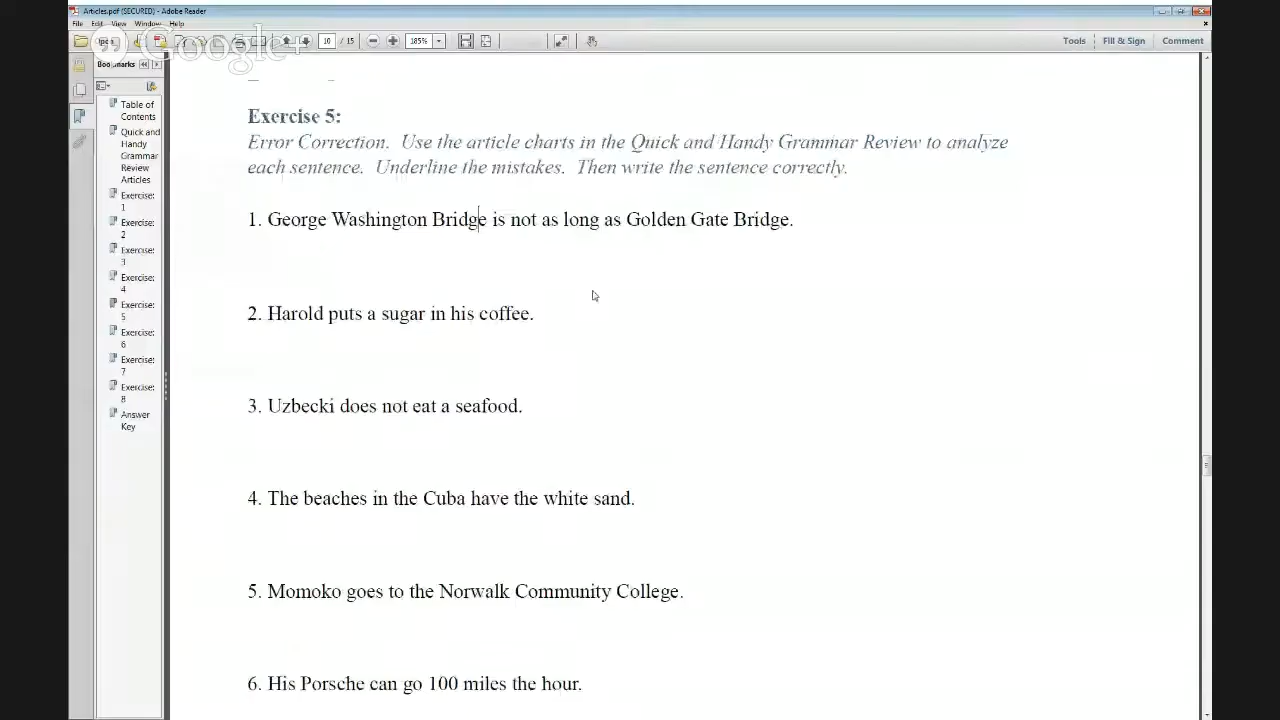 Articles.pdf (SECURED) - Adobe Reader
File Edit View Window Help
Google+
Open
10 / 15
185%
Tools Fill & Sign Comment
Bookmarks
Table of
Contents
Quick and
Handy
Grammar
Review
Articles
Exercise:
1
Exercise:
2
Exercise:
3
Exercise:
4
Exercise:
5
Exercise:
6
Exercise:
7
Exercise:
8
Answer
Key
Exercise 5:
Error Correction. Use the article charts in the Quick and Handy Grammar Review to analyze
each sentence. Underline the mistakes. Then write the sentence correctly.
1. George Washington Bridge is not as long as Golden Gate Bridge.
2. Harold puts a sugar in his coffee.
3. Uzbecki does not eat a seafood.
4. The beaches in the Cuba have the white sand.
5. Momoko goes to the Norwalk Community College.
6. His Porsche can go 100 miles the hour.